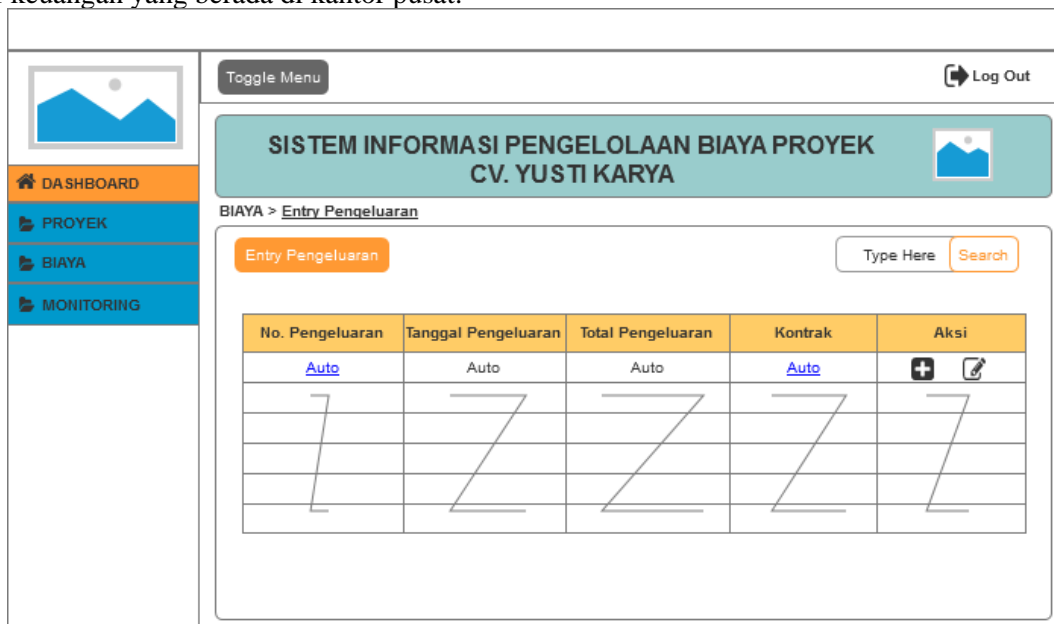 keuangan yang berada di kantor pusat.
Toggle Menu
Log Out
SISTEM INFORMASI PENGELOLAAN BIAYA PROYEK
CV. YUSTI KARYA
DASHBOARD
PROYEK
BIAYA
MONITORING
BIAYA > Entry Pengeluaran
Entry Pengeluaran
Type Here Search
No. Pengeluaran Tanggal Pengeluaran Total Pengeluaran Kontrak Aksi
Auto Auto Auto Auto